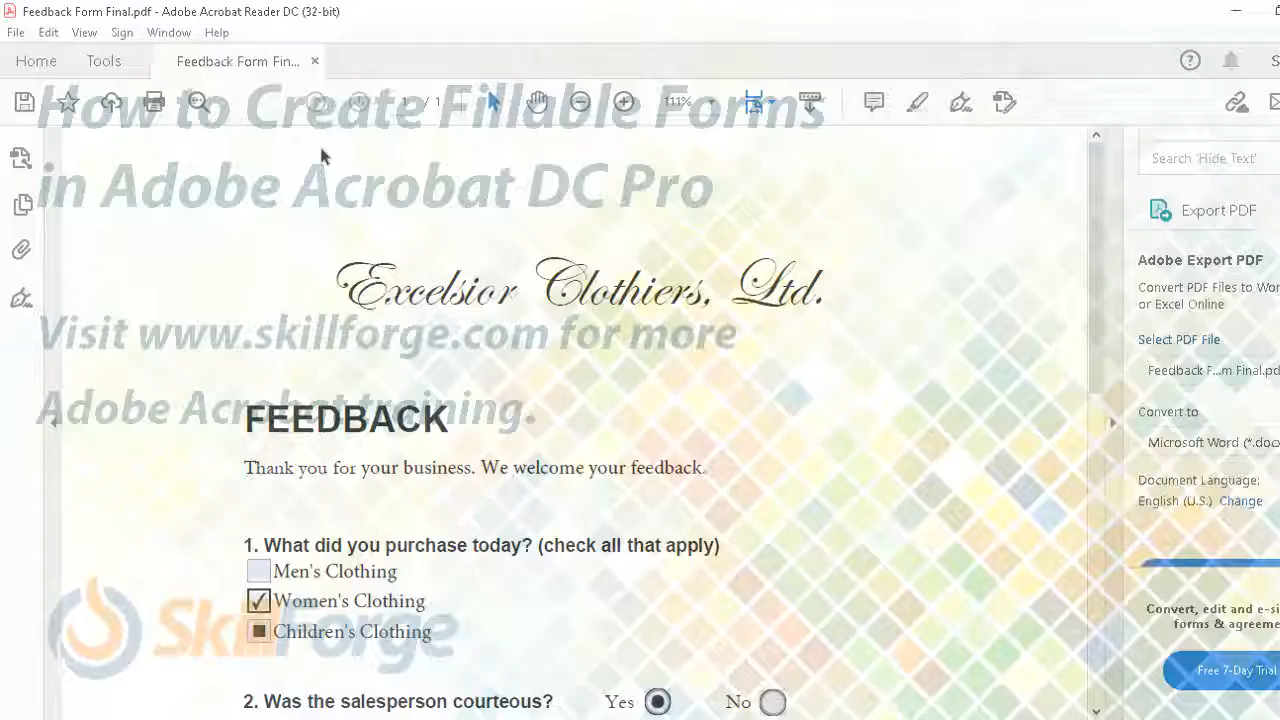 Feedback Form Final.pdf - Adobe Acrobat Reader DC (32-bit)
File Edit View Sign Window Help
Home Tools Feedback Form Fin... ×
1 / 1 111%
How to Create Fillable Forms
in Adobe Acrobat DC Pro
Excelsior Clothiers, Ltd.
Visit www.skillforge.com for more
Adobe Acrobat training.
FEEDBACK
Thank you for your business. We welcome your feedback.
1. What did you purchase today? (check all that apply)
Men's Clothing
Women's Clothing
Children's Clothing
SkillForge
2. Was the salesperson courteous? Yes No
Search 'Hide Text'
Export PDF
Adobe Export PDF
Convert PDF Files to Wor
or Excel Online
Select PDF File
Feedback F...m Final.pd
Convert to
Microsoft Word (*.doc
Document Language:
English (U.S.) Change
Convert, edit and e-si
forms & agreeme
Free 7-Day Trial